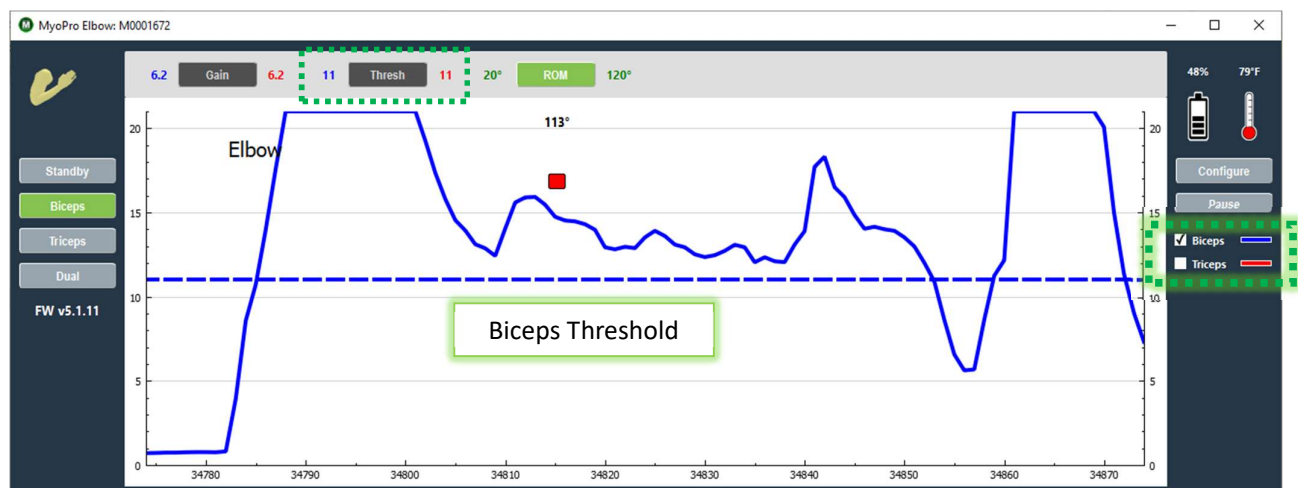 MyoPro Elbow: M0001672
6.2 Gain 6.2 11 Thresh 11 20° ROM 120°
48% 79°F
113°
Elbow
Standby
Biceps
Triceps
Dual
FW v5.1.11
Configure
Pause
Biceps
Triceps
Biceps Threshold
20
15
10
5
0
20
15
10
5
0
34780 34790 34800 34810 34820 34830 34840 34850 34860 34870